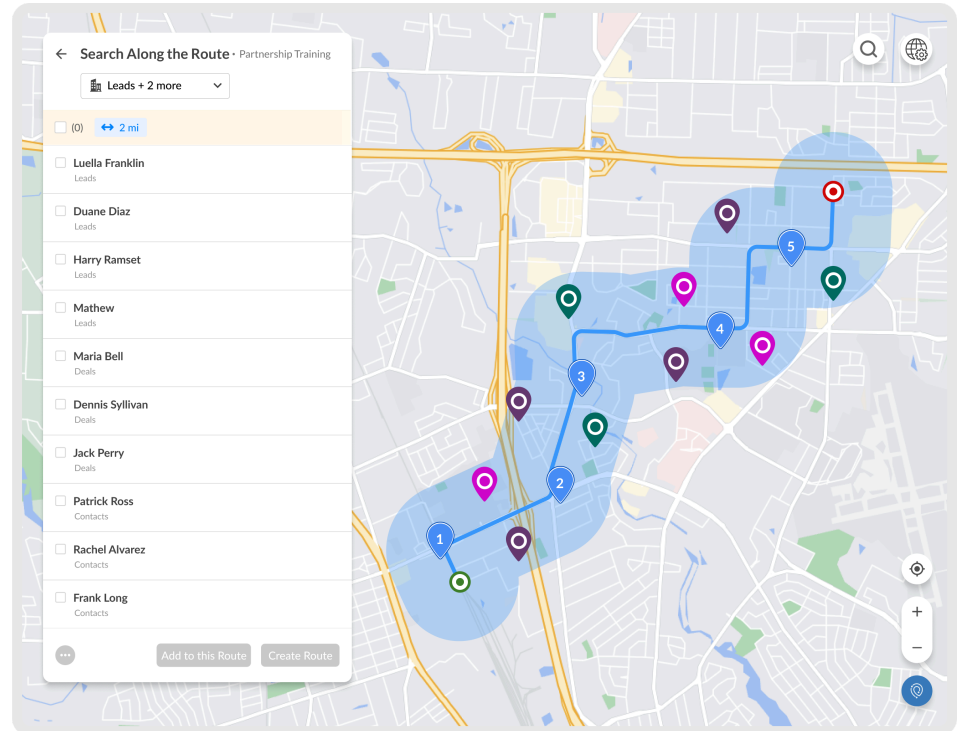 Search Along the Route · Partnership Training
Leads + 2 more
(0) 2 mi
Luella Franklin
Leads
Duane Diaz
Leads
Harry Ramset
Leads
Mathew
Leads
Maria Bell
Deals
Dennis Syllivan
Deals
Jack Perry
Deals
Patrick Ross
Contacts
Rachel Alvarez
Contacts
Frank Long
Contacts
Add to this Route Create Route
5
4
3
2
1
+
−